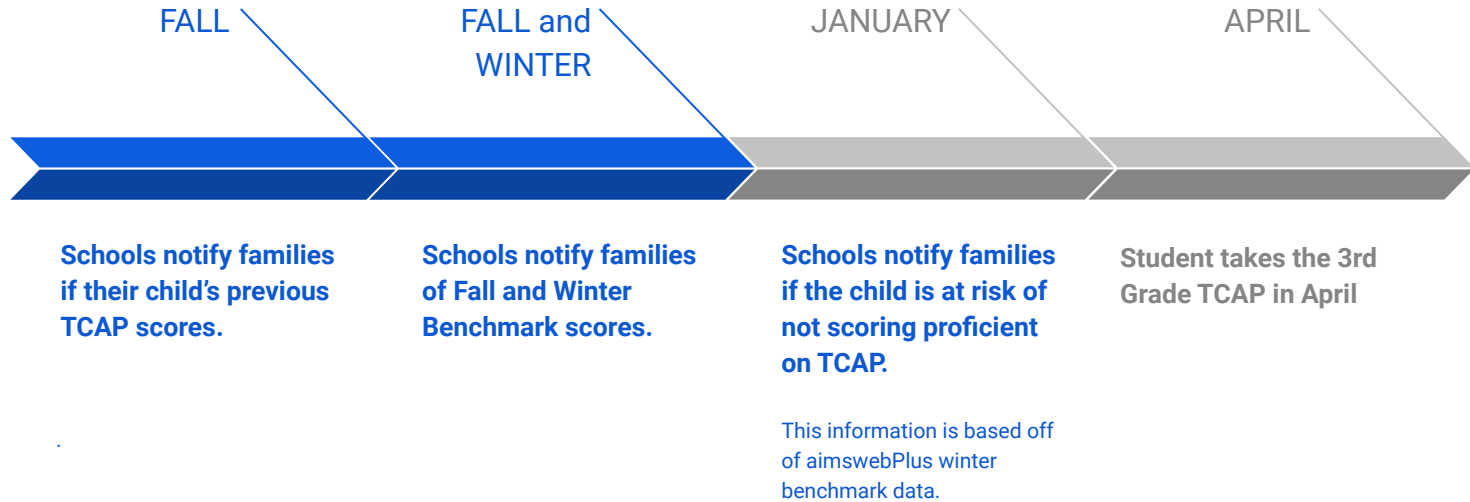 FALL
FALL and
WINTER
JANUARY
APRIL
Schools notify families
if their child’s previous
TCAP scores.
.
Schools notify families
of Fall and Winter
Benchmark scores.
Schools notify families
if the child is at risk of
not scoring proficient
on TCAP.
This information is based off
of aimswebPlus winter
benchmark data.
Student takes the 3rd
Grade TCAP in April